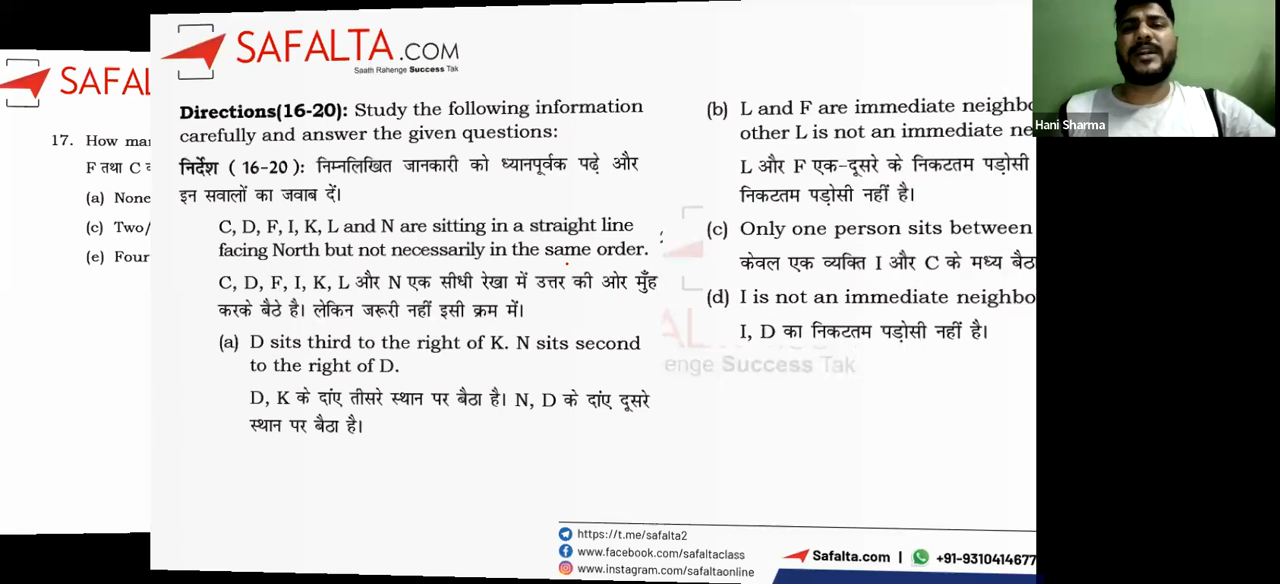 SAFALTA.COM
Saath Rahenge Success Tak
Directions(16-20): Study the following information
carefully and answer the given questions:
निर्देश ( 16-20 ): निम्नलिखित जानकारी को ध्यानपूर्वक पढ़े और
इन सवालों का जवाब दें।
C, D, F, I, K, L and N are sitting in a straight line
facing North but not necessarily in the same order.
C, D, F, I, K, L और N एक सीधी रेखा में उत्तर की ओर मुँह
करके बैठे है। लेकिन जरूरी नहीं इसी क्रम में।
(a) D sits third to the right of K. N sits second
to the right of D.
D, K के दांए तीसरे स्थान पर बैठा है। N, D के दांए दूसरे
स्थान पर बैठा है।
(b) L and F are immediate neighbo
other L is not an immediate ne
L और F एक-दूसरे के निकटतम पड़ोसी
निकटतम पड़ोसी नहीं है।
(c) Only one person sits between
केवल एक व्यक्ति I और C के मध्य बैठा
(d) I is not an immediate neighbo
I, D का निकटतम पड़ोसी नहीं है।
enge Success Tak
https://t.me/safalta2
www.facebook.com/safaltaclass
www.instagram.com/safaltaonline
Safalta.com | +91-9310414677
SAFAL
17. How ma
F तथा C
(a) None
(c) Two/
(e) Four
Hani Sharma